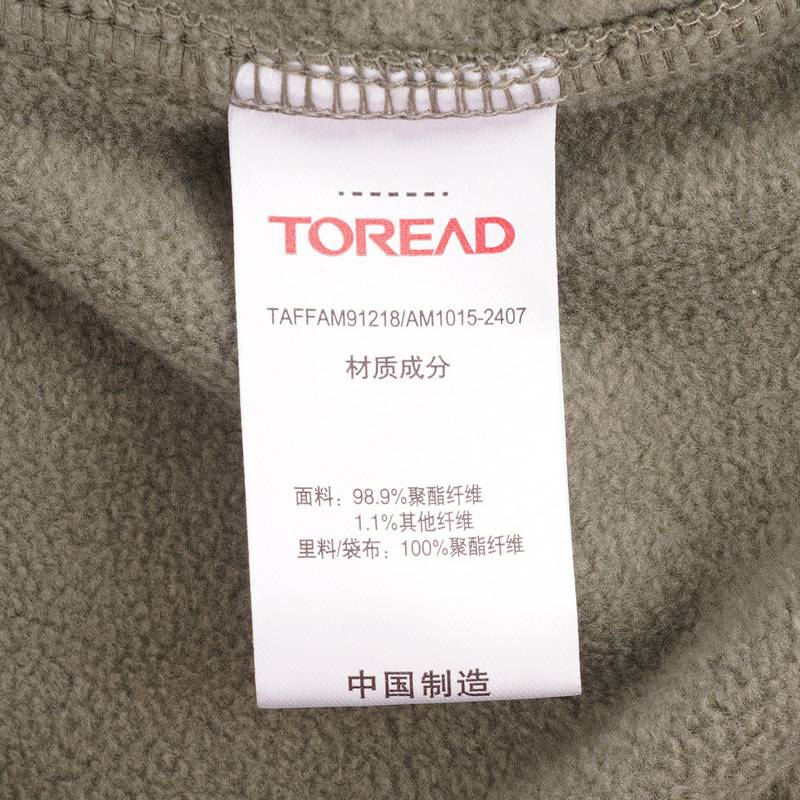 TOREAD
TAFFAM91218/AM1015-2407
材质成分
面料：98.9%聚酯纤维
1.1%其他纤维
里料/袋布：100%聚酯纤维
中国制造